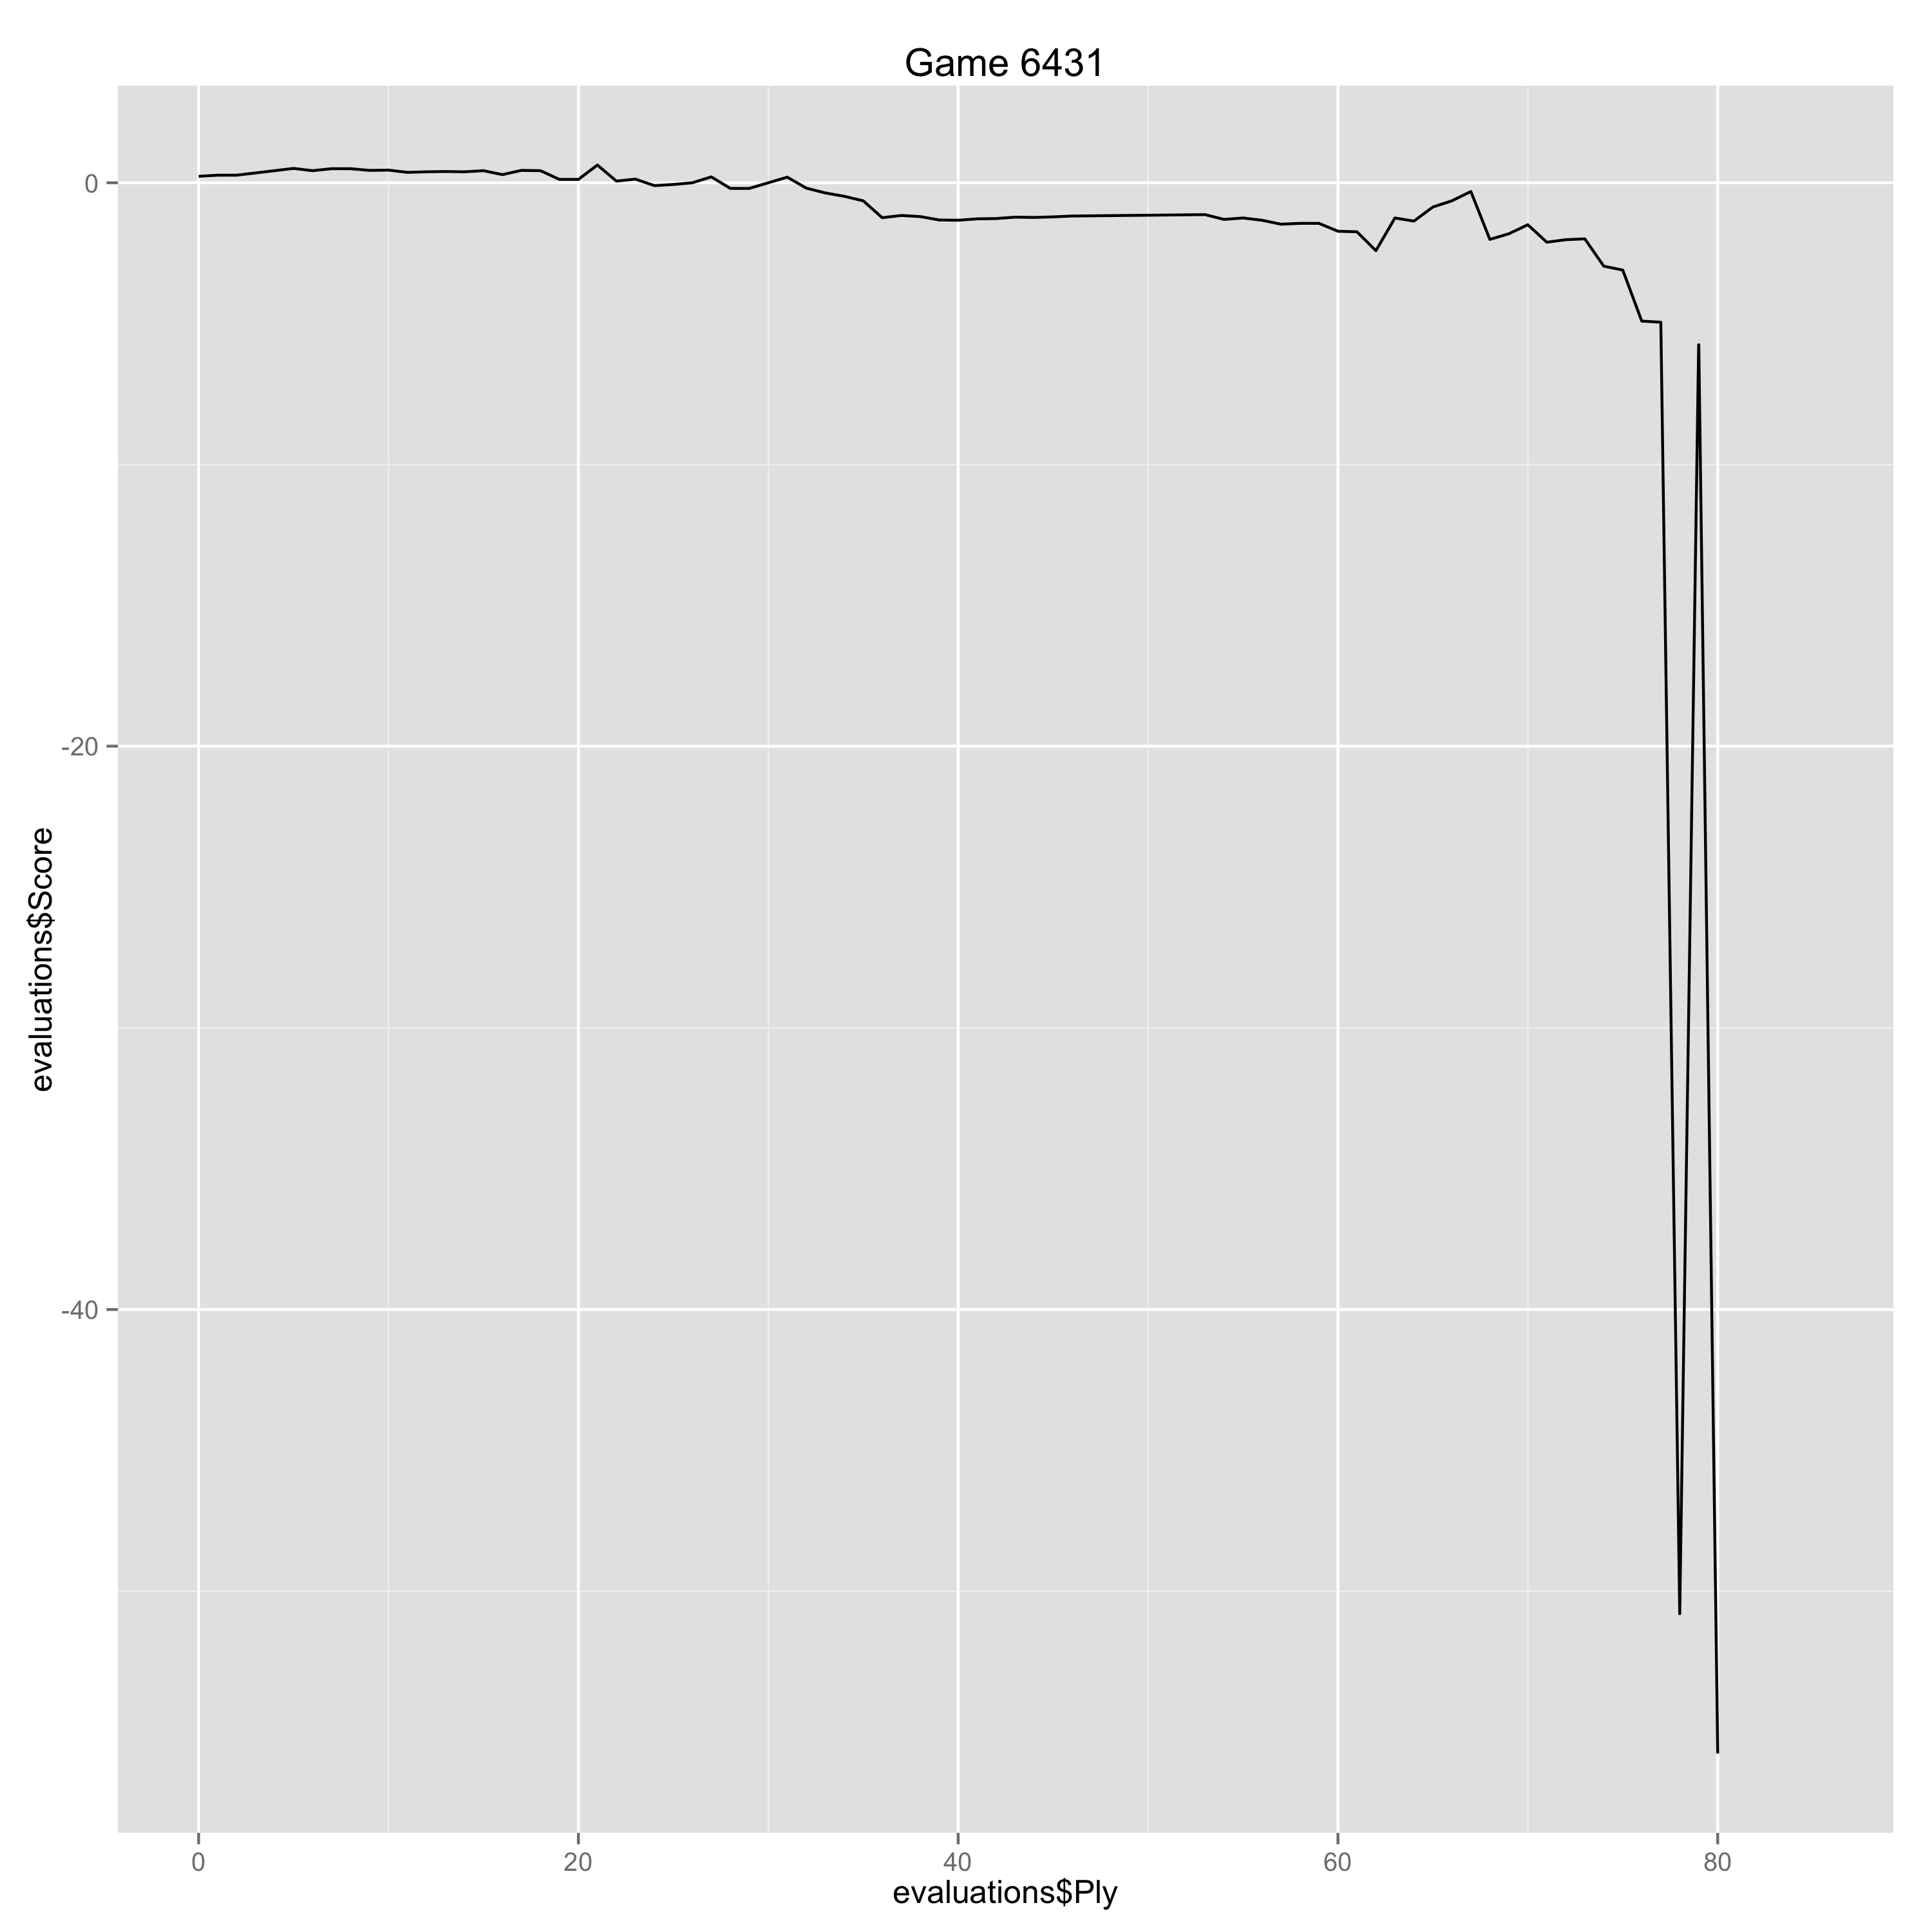 Game 6431
0
-20
-40
evaluations$Score
0 20 40 60 80
evaluations$Ply